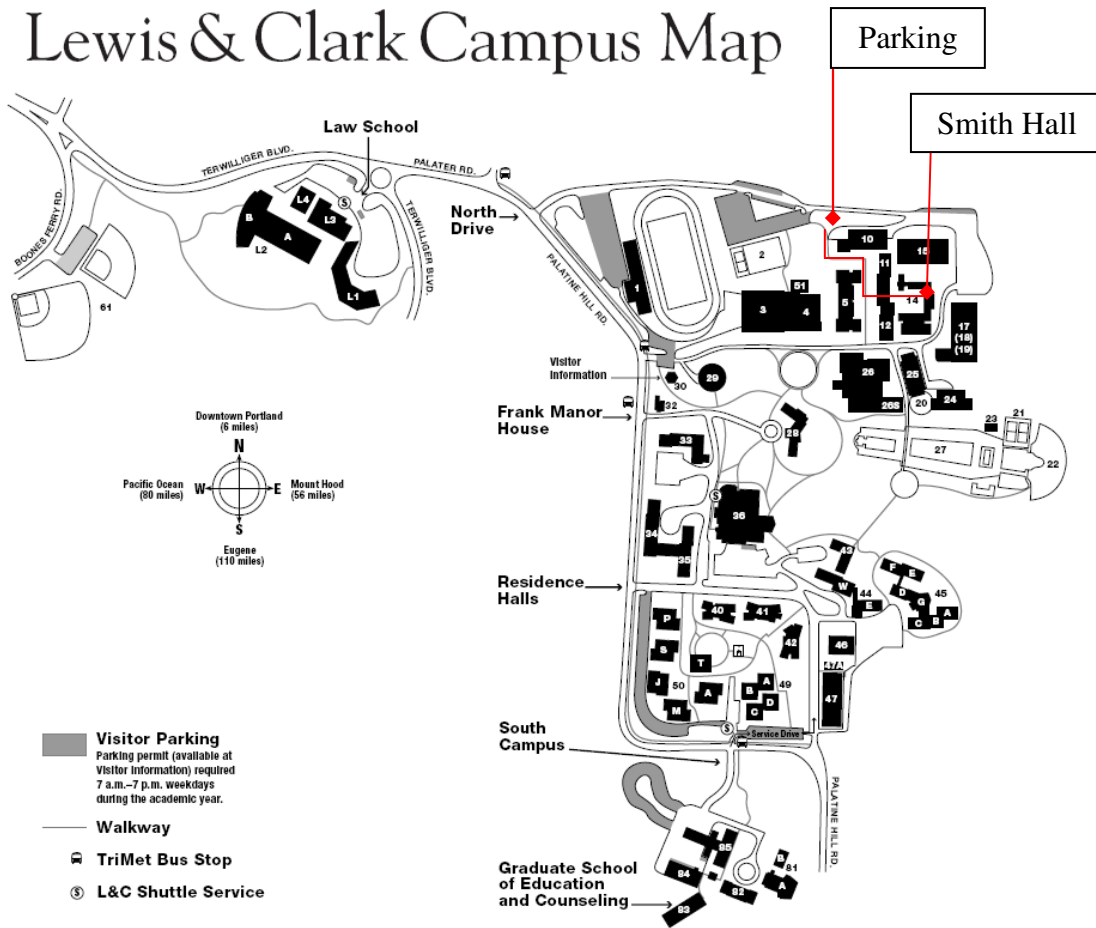 Lewis & Clark Campus Map
Parking
Smith Hall
Law School
TERWILLIGER BLVD.
PALATER RD.
BOONES FERRY RD.
North
Drive
TERWILLIGER BLVD.
PALATINE HILL RD.
B
A
L2
L4
L3
S
L1
61
1
2
3
4
51
5
10
11
12
14
15
17
(18)
(19)
Visitor
Information
30
29
26
26S
25
20
24
23
21
22
27
32
28
Frank Manor
House
33
34
35
S
36
Downtown Portland
(6 miles)
N
Pacific Ocean
(80 miles)
W
E
Mount Hood
(56 miles)
S
Eugene
(110 miles)
Residence
Halls
43
W
44
E
F
E
D
G
45
A
B
C
40
41
42
46
47A
47
P
S
T
J
50
A
M
A
B
49
D
C
South
Campus
S
Service Drive
PALATINE HILL RD.
Visitor Parking
Parking permit (available at
Visitor Information) required
7 a.m.–7 p.m. weekdays
during the academic year.
Walkway
TriMet Bus Stop
S
L&C Shuttle Service
Graduate School
of Education
and Counseling
95
94
93
92
B
81
A